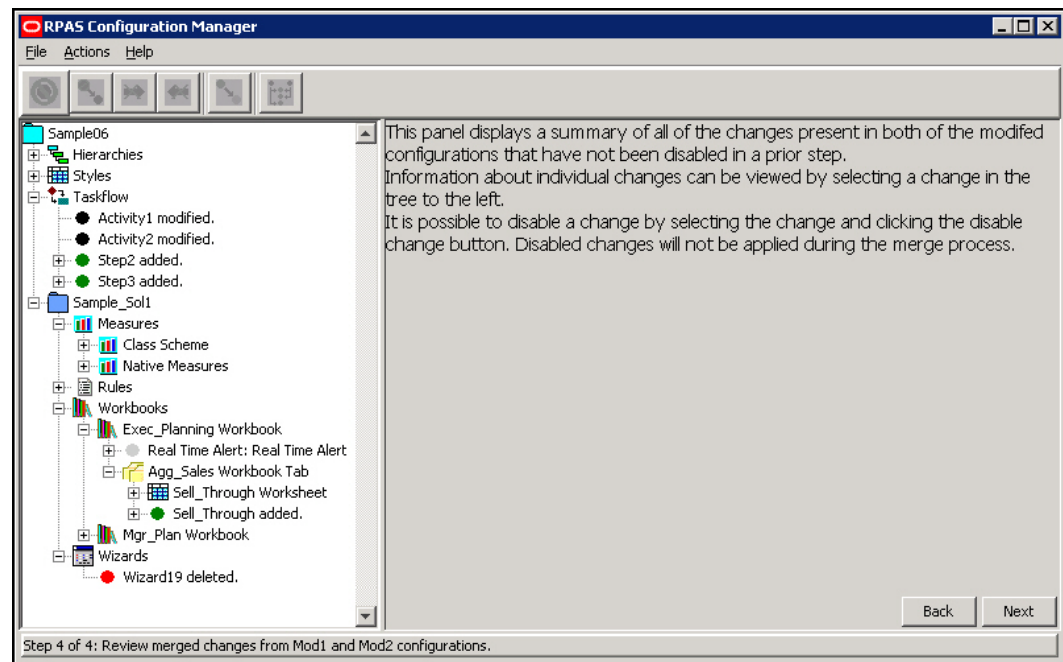 RPAS Configuration Manager
File Actions Help
Sample06
Hierarchies
Styles
Taskflow
Activity1 modified.
Activity2 modified.
Step2 added.
Step3 added.
Sample_Sol1
Measures
Class Scheme
Native Measures
Rules
Workbooks
Exec_Planning Workbook
Real Time Alert: Real Time Alert
Agg_Sales Workbook Tab
Sell_Through Worksheet
Sell_Through added.
Mgr_Plan Workbook
Wizards
Wizard19 deleted.
This panel displays a summary of all of the changes present in both of the modifed
configurations that have not been disabled in a prior step.
Information about individual changes can be viewed by selecting a change in the
tree to the left.
It is possible to disable a change by selecting the change and clicking the disable
change button. Disabled changes will not be applied during the merge process.
Back Next
Step 4 of 4: Review merged changes from Mod1 and Mod2 configurations.